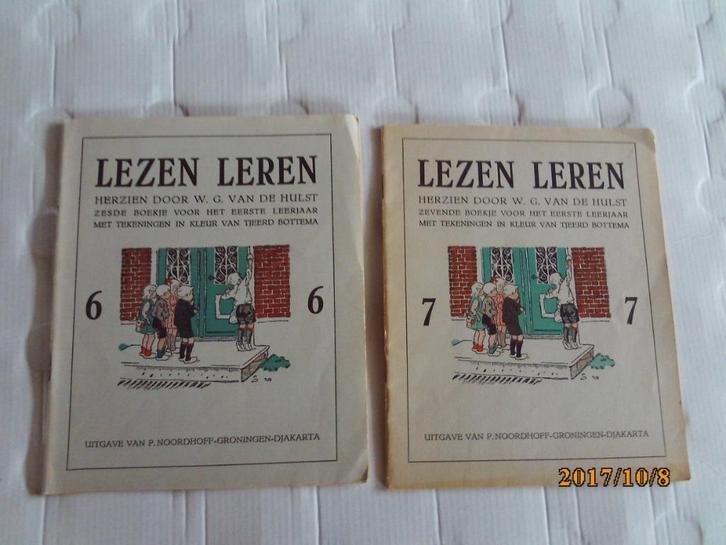 LEZEN LEREN
HERZIEN DOOR W. G. VAN DE HULST
ZESDE BOEKJE VOOR HET EERSTE LEERJAAR
MET TEKENINGEN IN KLEUR VAN TJEERD BOTTEMA
6 6
UITGAVE VAN P. NOORDHOFF-GRONINGEN-DJAKARTA
LEZEN LEREN
HERZIEN DOOR W. G. VAN DE HULST
ZEVENDE BOEKJE VOOR HET EERSTE LEERJAAR
MET TEKENINGEN IN KLEUR VAN TJEERD BOTTEMA
7 7
UITGAVE VAN P. NOORDHOFF-GRONINGEN-DJAKARTA
2017/10/8